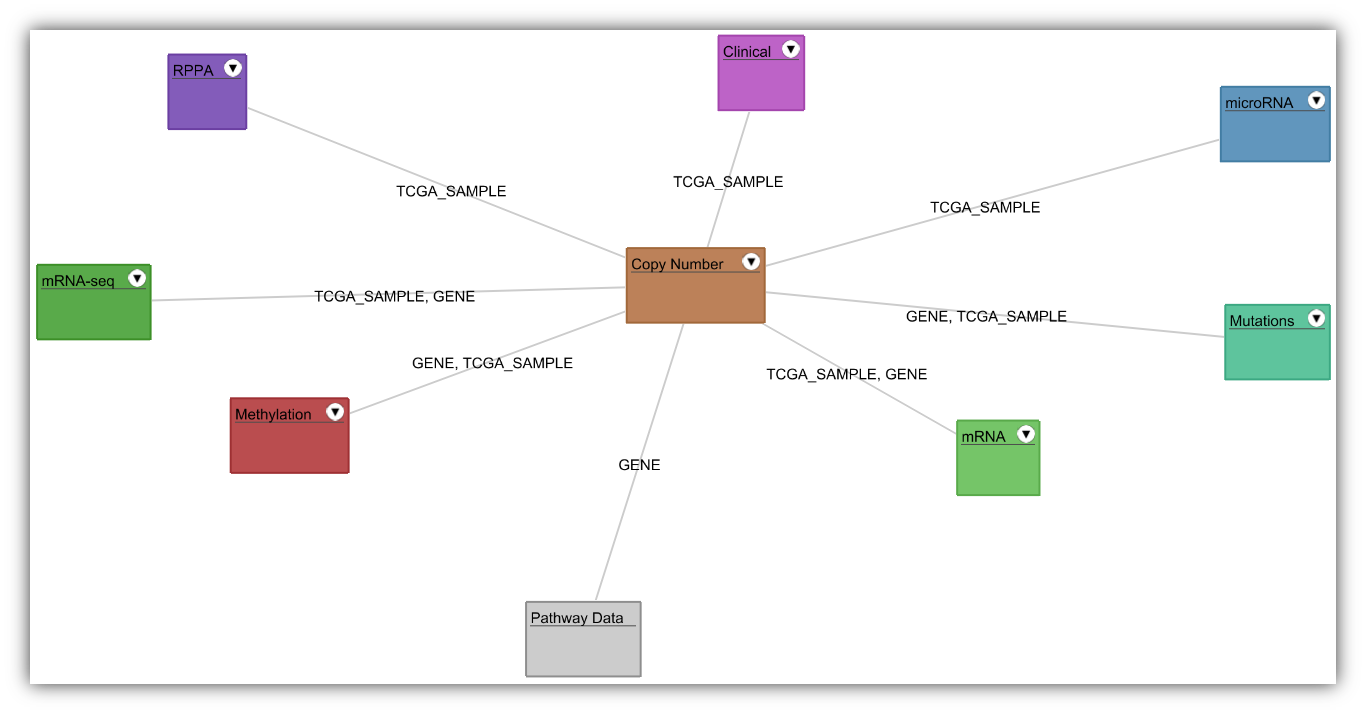 Clinical
RPPA
microRNA
TCGA_SAMPLE
TCGA_SAMPLE
TCGA_SAMPLE
Copy Number
mRNA-seq
TCGA_SAMPLE, GENE
GENE, TCGA_SAMPLE
Mutations
GENE, TCGA_SAMPLE
TCGA_SAMPLE, GENE
Methylation
mRNA
GENE
Pathway Data